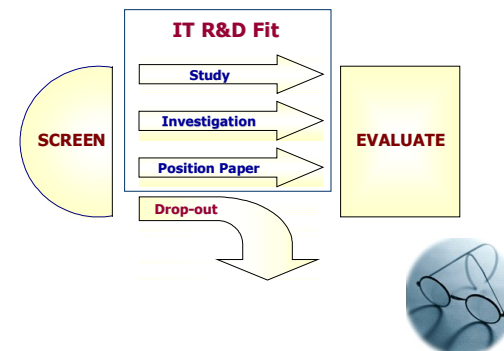 IT R&D Fit
Study
SCREEN
Investigation
EVALUATE
Position Paper
Drop-out